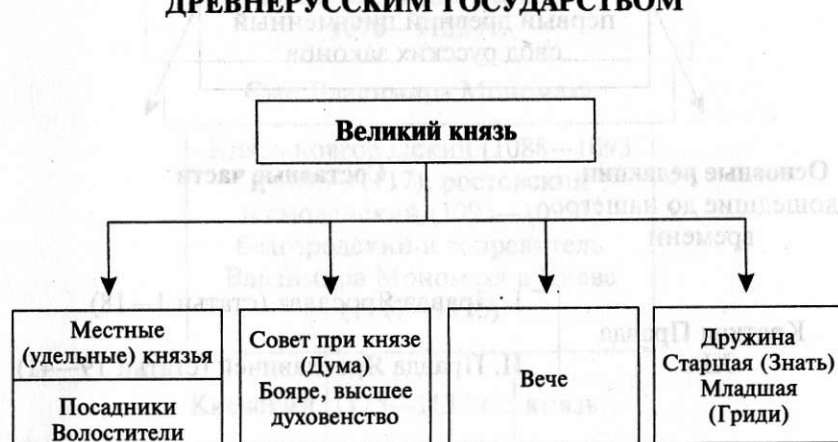 ДРЕВНЕРУССКИМ ГОСУДАРСТВОМ
Великий князь
Местные
(удельные) князья
Посадники
Волостители
Совет при князе
(Дума)
Бояре, высшее
духовенство
Вече
Дружина
Старшая (Знать)
Младшая
(Гриди)